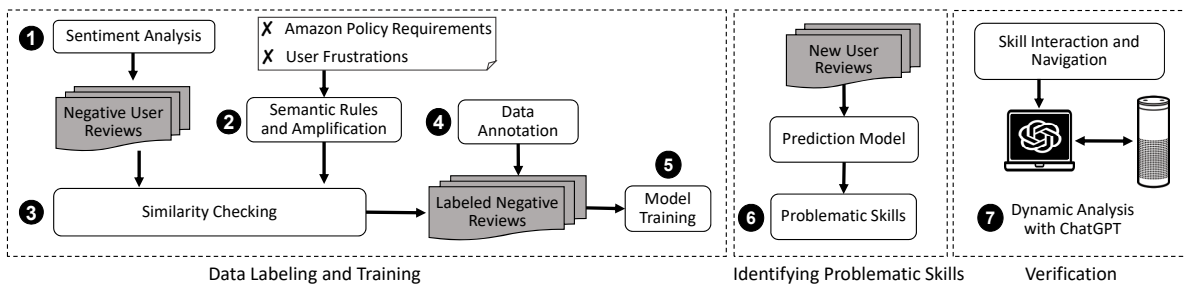 1
Sentiment Analysis
Negative User
Reviews
✗ Amazon Policy Requirements
✗ User Frustrations
2
Semantic Rules
and Amplification
3
Similarity Checking
4
Data
Annotation
Labeled Negative
Reviews
5
Model
Training
Data Labeling and Training
New User
Reviews
Prediction Model
6
Problematic Skills
Identifying Problematic Skills
Skill Interaction and
Navigation
7
Dynamic Analysis
with ChatGPT
Verification